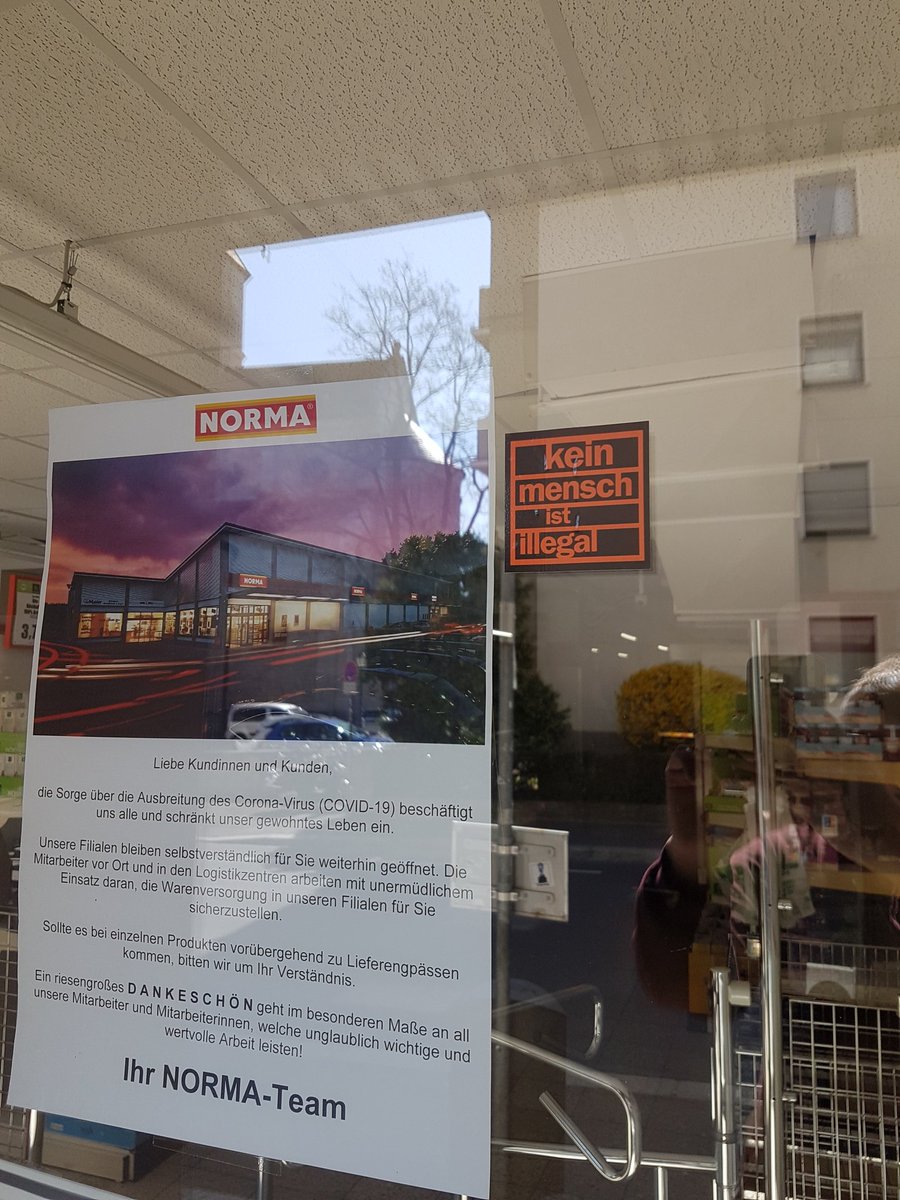 NORMA
NORMA
Liebe Kundinnen und Kunden,
die Sorge über die Ausbreitung des Corona-Virus (COVID-19) beschäftigt
uns alle und schränkt unser gewohntes Leben ein.
Unsere Filialen bleiben selbstverständlich für Sie weiterhin geöffnet. Die
Mitarbeiter vor Ort und in den Logistikzentren arbeiten mit unermüdlichem
Einsatz daran, die Warenversorgung in unseren Filialen für Sie
sicherzustellen.
Sollte es bei einzelnen Produkten vorübergehend zu Lieferengpässen
kommen, bitten wir um Ihr Verständnis.
Ein riesengroßes D A N K E S C H Ö N geht im besonderen Maße an all
unsere Mitarbeiter und Mitarbeiterinnen, welche unglaublich wichtige und
wertvolle Arbeit leisten!
Ihr NORMA-Team
kein
mensch
ist
illegal